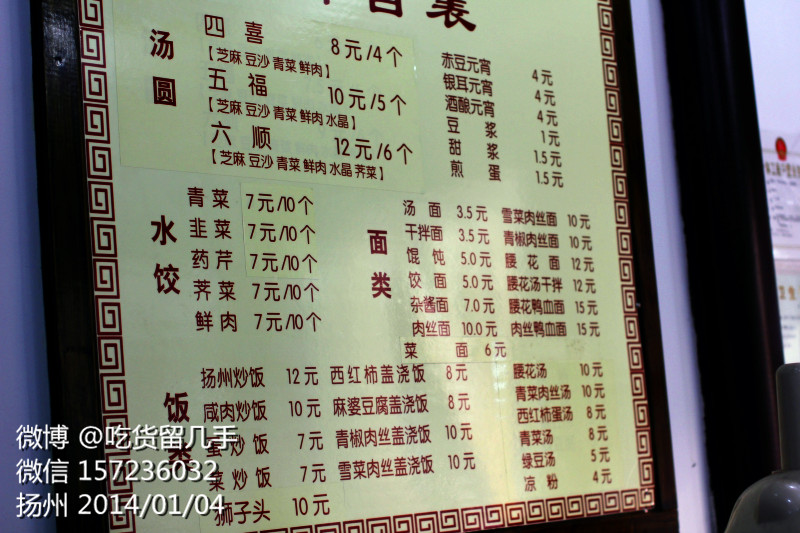 汤圆
四喜 8元/4个
【芝麻 豆沙 青菜 鲜肉】
五福 10元/5个
【芝麻 豆沙 青菜 鲜肉 水晶】
六顺 12元/6个
【芝麻 豆沙 青菜 鲜肉 水晶 荠菜】
赤豆元宵 4元
银耳元宵 4元
酒酿元宵 4元
豆浆 1元
甜浆 1.5元
煎蛋 1.5元
水饺
青菜 7元/10个
韭菜 7元/10个
药芹 7元/10个
荠菜 7元/10个
鲜肉 7元/10个
面类
汤面 3.5元 雪菜肉丝面 10元
干拌面 3.5元 青椒肉丝面 10元
馄饨 5.0元 腰花面 12元
饺面 5.0元 腰花汤干拌 12元
杂酱面 7.0元 腰花鸭血面 15元
肉丝面 10.0元 肉丝鸭血面 15元
菜面 6元
饭类
扬州炒饭 12元 西红柿盖浇饭 8元 腰花汤 10元
咸肉炒饭 10元 麻婆豆腐盖浇饭 8元 青菜肉丝汤 10元
蛋炒饭 7元 青椒肉丝盖浇饭 10元 西红柿蛋汤 8元
菜炒饭 7元 雪菜肉丝盖浇饭 10元 青菜汤 8元
狮子头 10元 绿豆汤 5元
凉粉 4元
微博 @吃货留几手
微信 157236032
扬州 2014/01/04